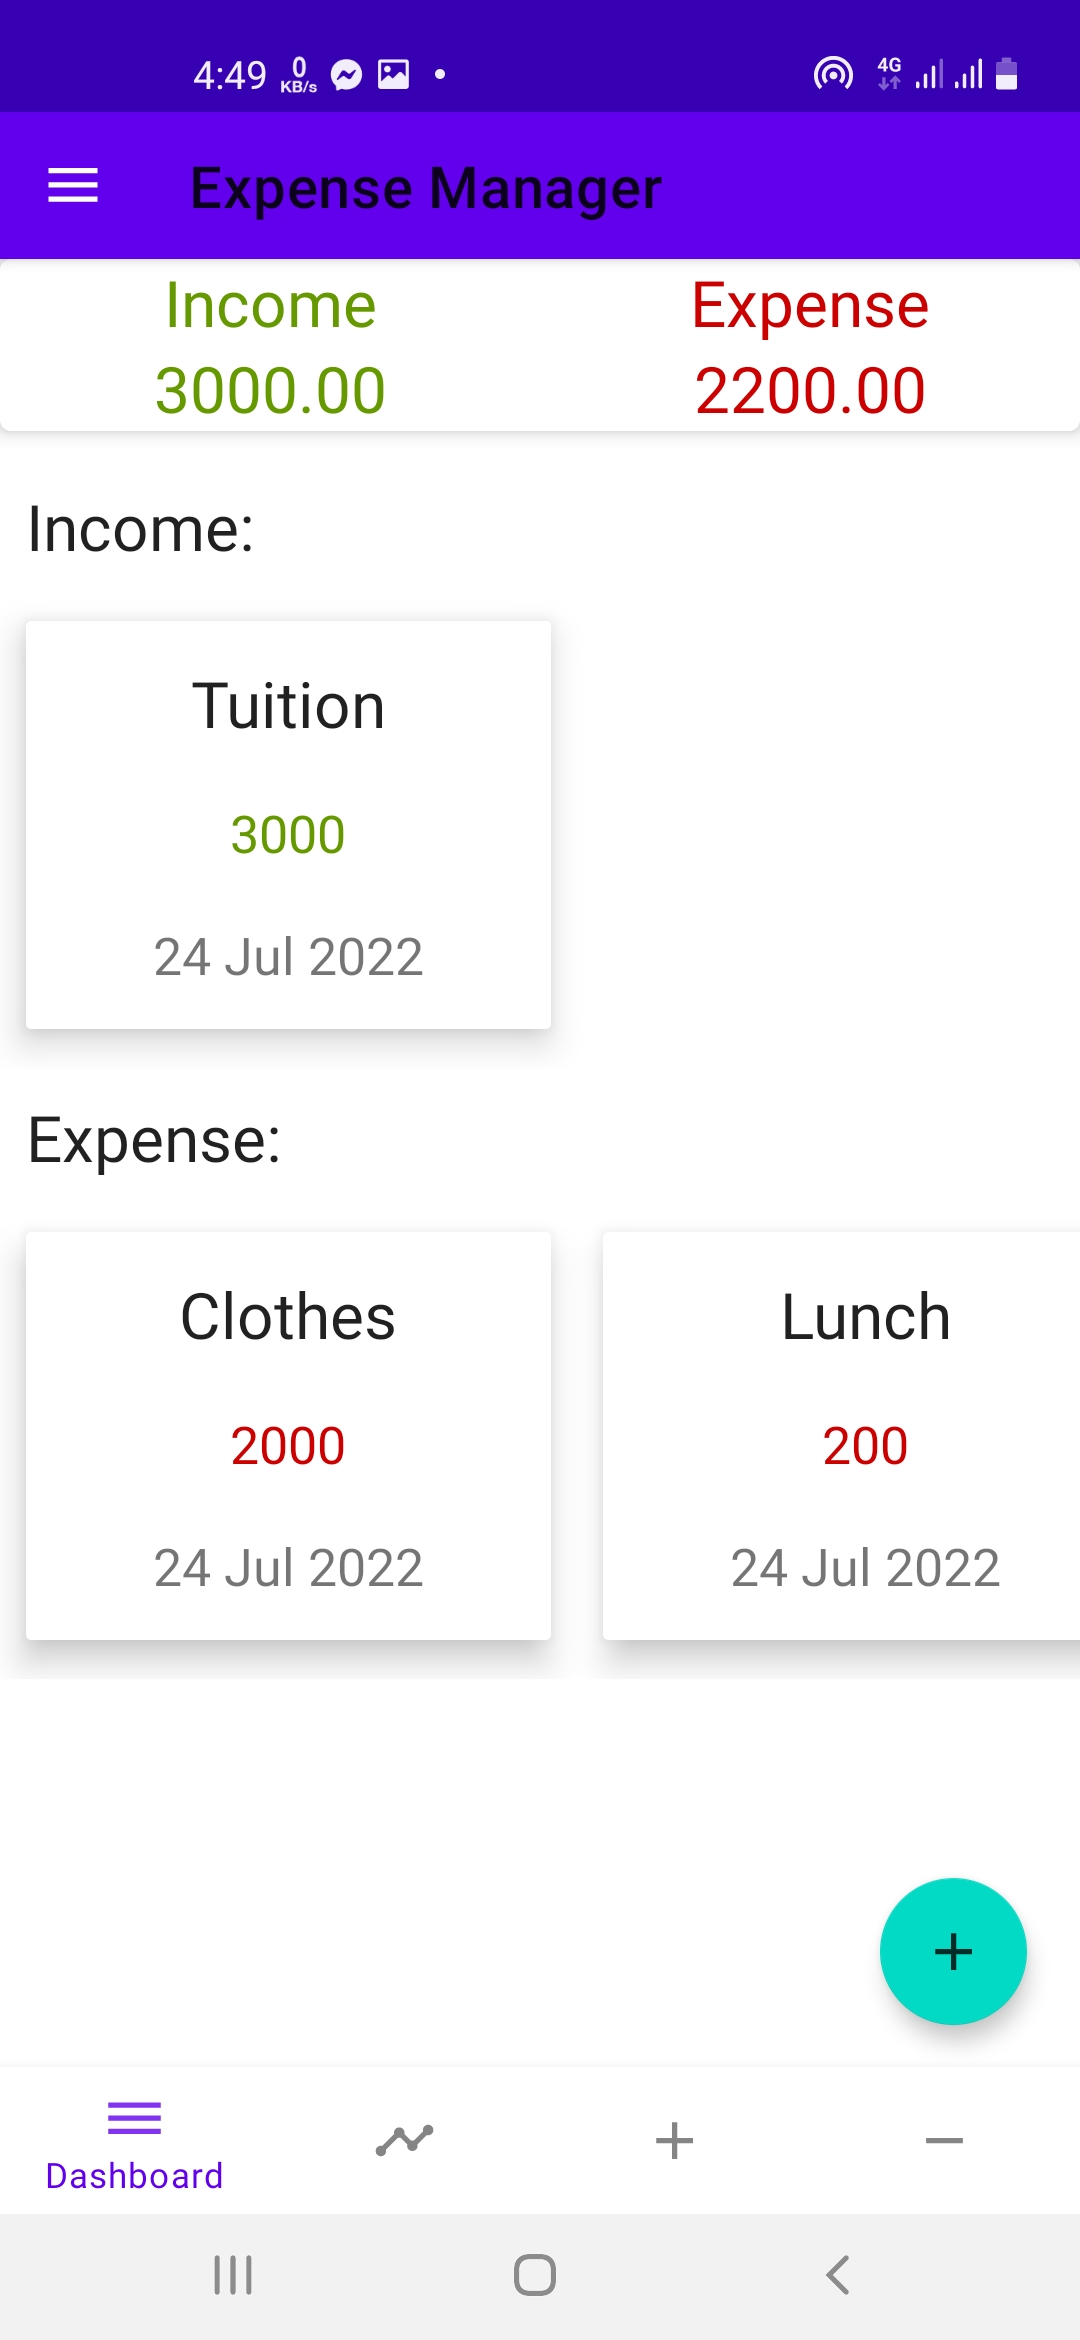 4:49 0 KB/s 4G
Expense Manager
Income Expense
3000.00 2200.00
Income:
Tuition
3000
24 Jul 2022
Expense:
Clothes Lunch
2000 200
24 Jul 2022 24 Jul 2022
Dashboard